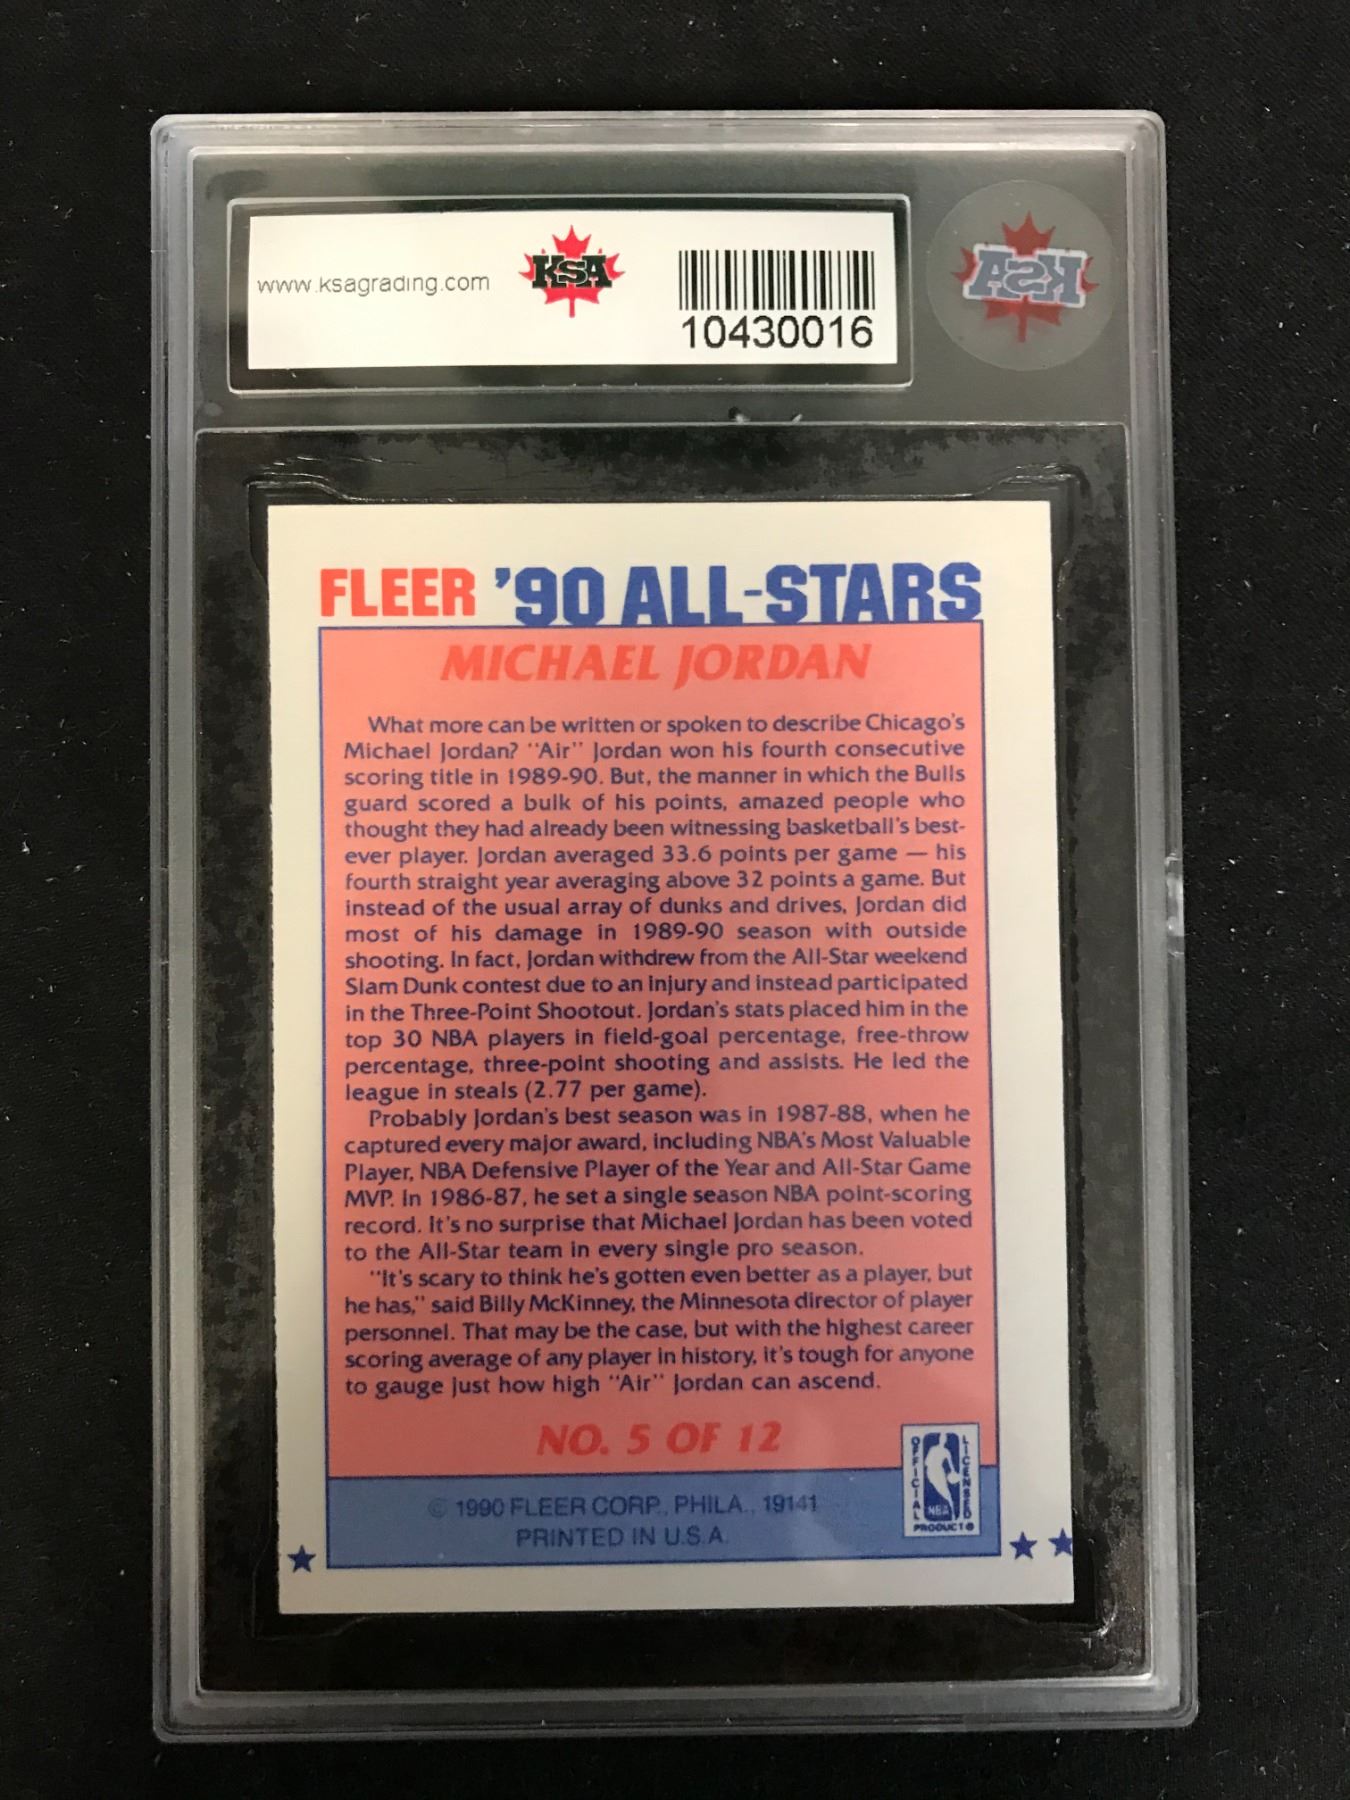 www.ksagrading.com
KSA
10430016
KSA
FLEER '90 ALL-STARS
MICHAEL JORDAN
What more can be written or spoken to describe Chicago's
Michael Jordan? "Air" Jordan won his fourth consecutive
scoring title in 1989-90. But, the manner in which the Bulls
guard scored a bulk of his points, amazed people who
thought they had already been witnessing basketball's best-
ever player. Jordan averaged 33.6 points per game — his
fourth straight year averaging above 32 points a game. But
instead of the usual array of dunks and drives, Jordan did
most of his damage in 1989-90 season with outside
shooting. In fact, Jordan withdrew from the All-Star weekend
Slam Dunk contest due to an injury and instead participated
in the Three-Point Shootout. Jordan's stats placed him in the
top 30 NBA players in field-goal percentage, free-throw
percentage, three-point shooting and assists. He led the
league in steals (2.77 per game).
Probably Jordan's best season was in 1987-88, when he
captured every major award, including NBA's Most Valuable
Player, NBA Defensive Player of the Year and All-Star Game
MVP. In 1986-87, he set a single season NBA point-scoring
record. It's no surprise that Michael Jordan has been voted
to the All-Star team in every single pro season.
"It's scary to think he's gotten even better as a player, but
he has," said Billy McKinney, the Minnesota director of player
personnel. That may be the case, but with the highest career
scoring average of any player in history, it's tough for anyone
to gauge just how high "Air" Jordan can ascend.
NO. 5 OF 12
OFFICIAL
LICENSED
NBA
PRODUCT®
© 1990 FLEER CORP., PHILA., 19141
PRINTED IN U.S.A.